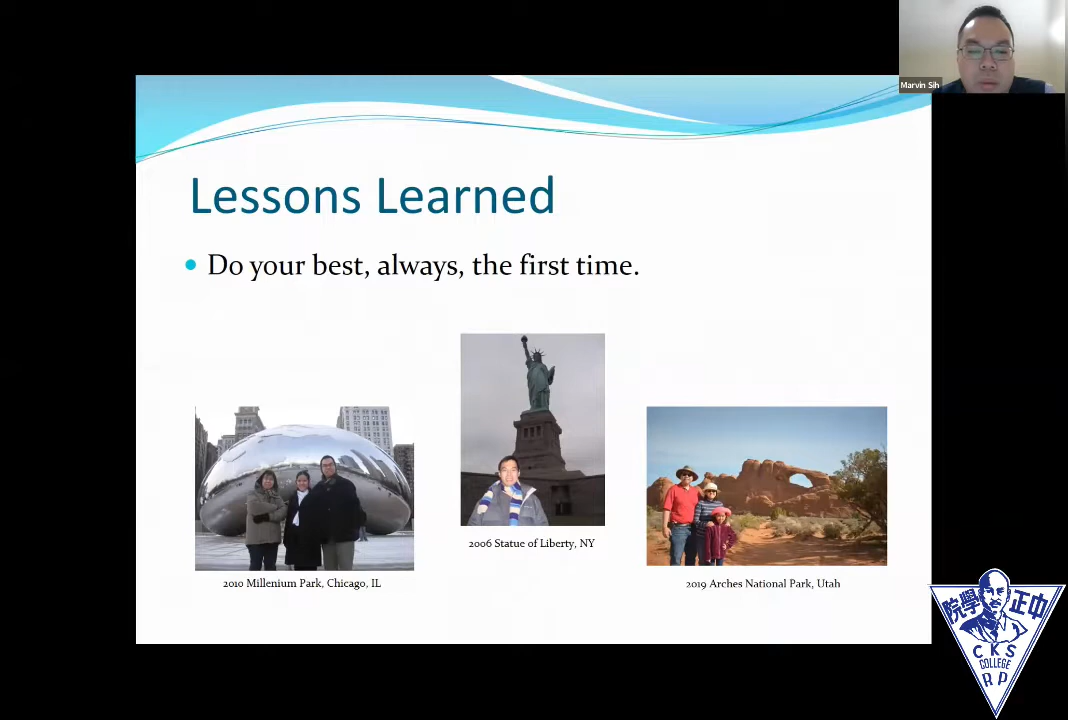 Marvin Sih
Lessons Learned
Do your best, always, the first time.
2006 Statue of Liberty, NY
2010 Millenium Park, Chicago, IL
2019 Arches National Park, Utah
院學 正中
CKS
COLLEGE
RP